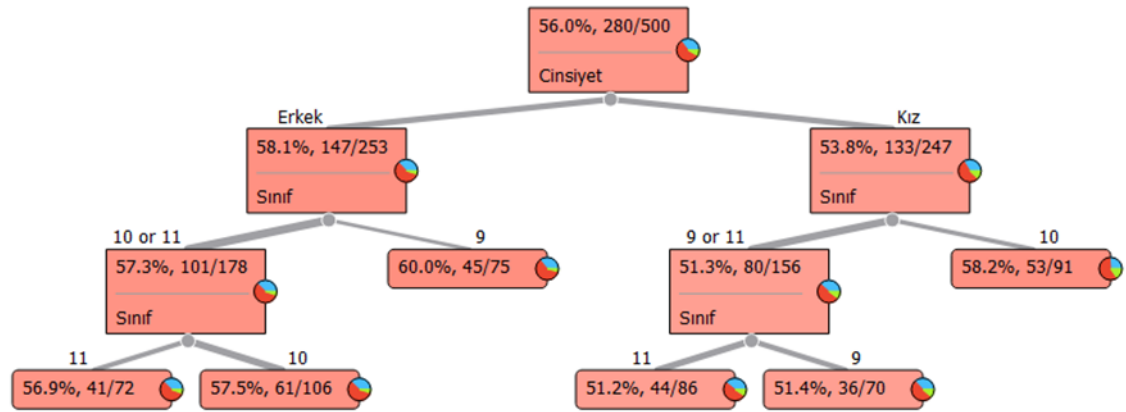 56.0%, 280/500
Cinsiyet
Erkek
Kız
58.1%, 147/253
Sınıf
53.8%, 133/247
Sınıf
10 or 11
9
9 or 11
10
57.3%, 101/178
Sınıf
60.0%, 45/75
51.3%, 80/156
Sınıf
58.2%, 53/91
11
10
11
9
56.9%, 41/72
57.5%, 61/106
51.2%, 44/86
51.4%, 36/70